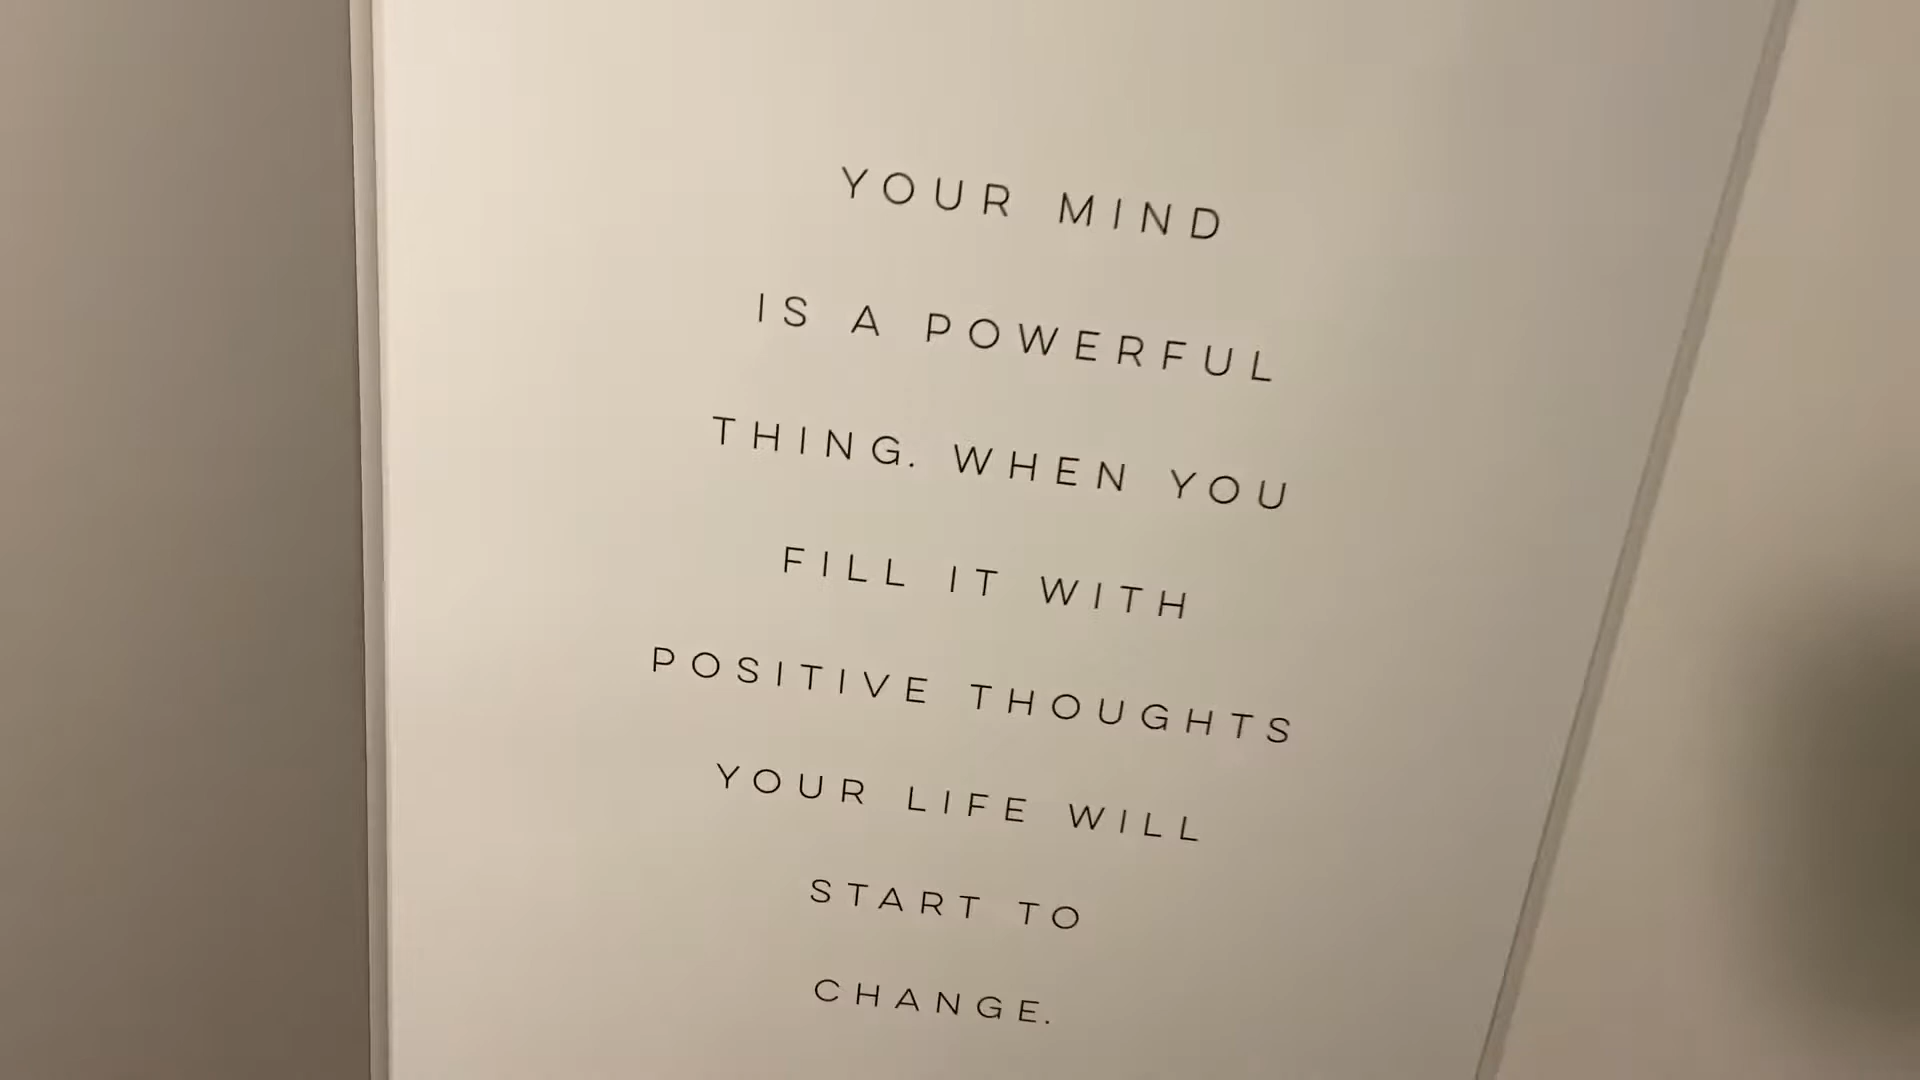 YOUR MIND
IS A POWERFUL
THING. WHEN YOU
FILL IT WITH
POSITIVE THOUGHTS
YOUR LIFE WILL
START TO
CHANGE.